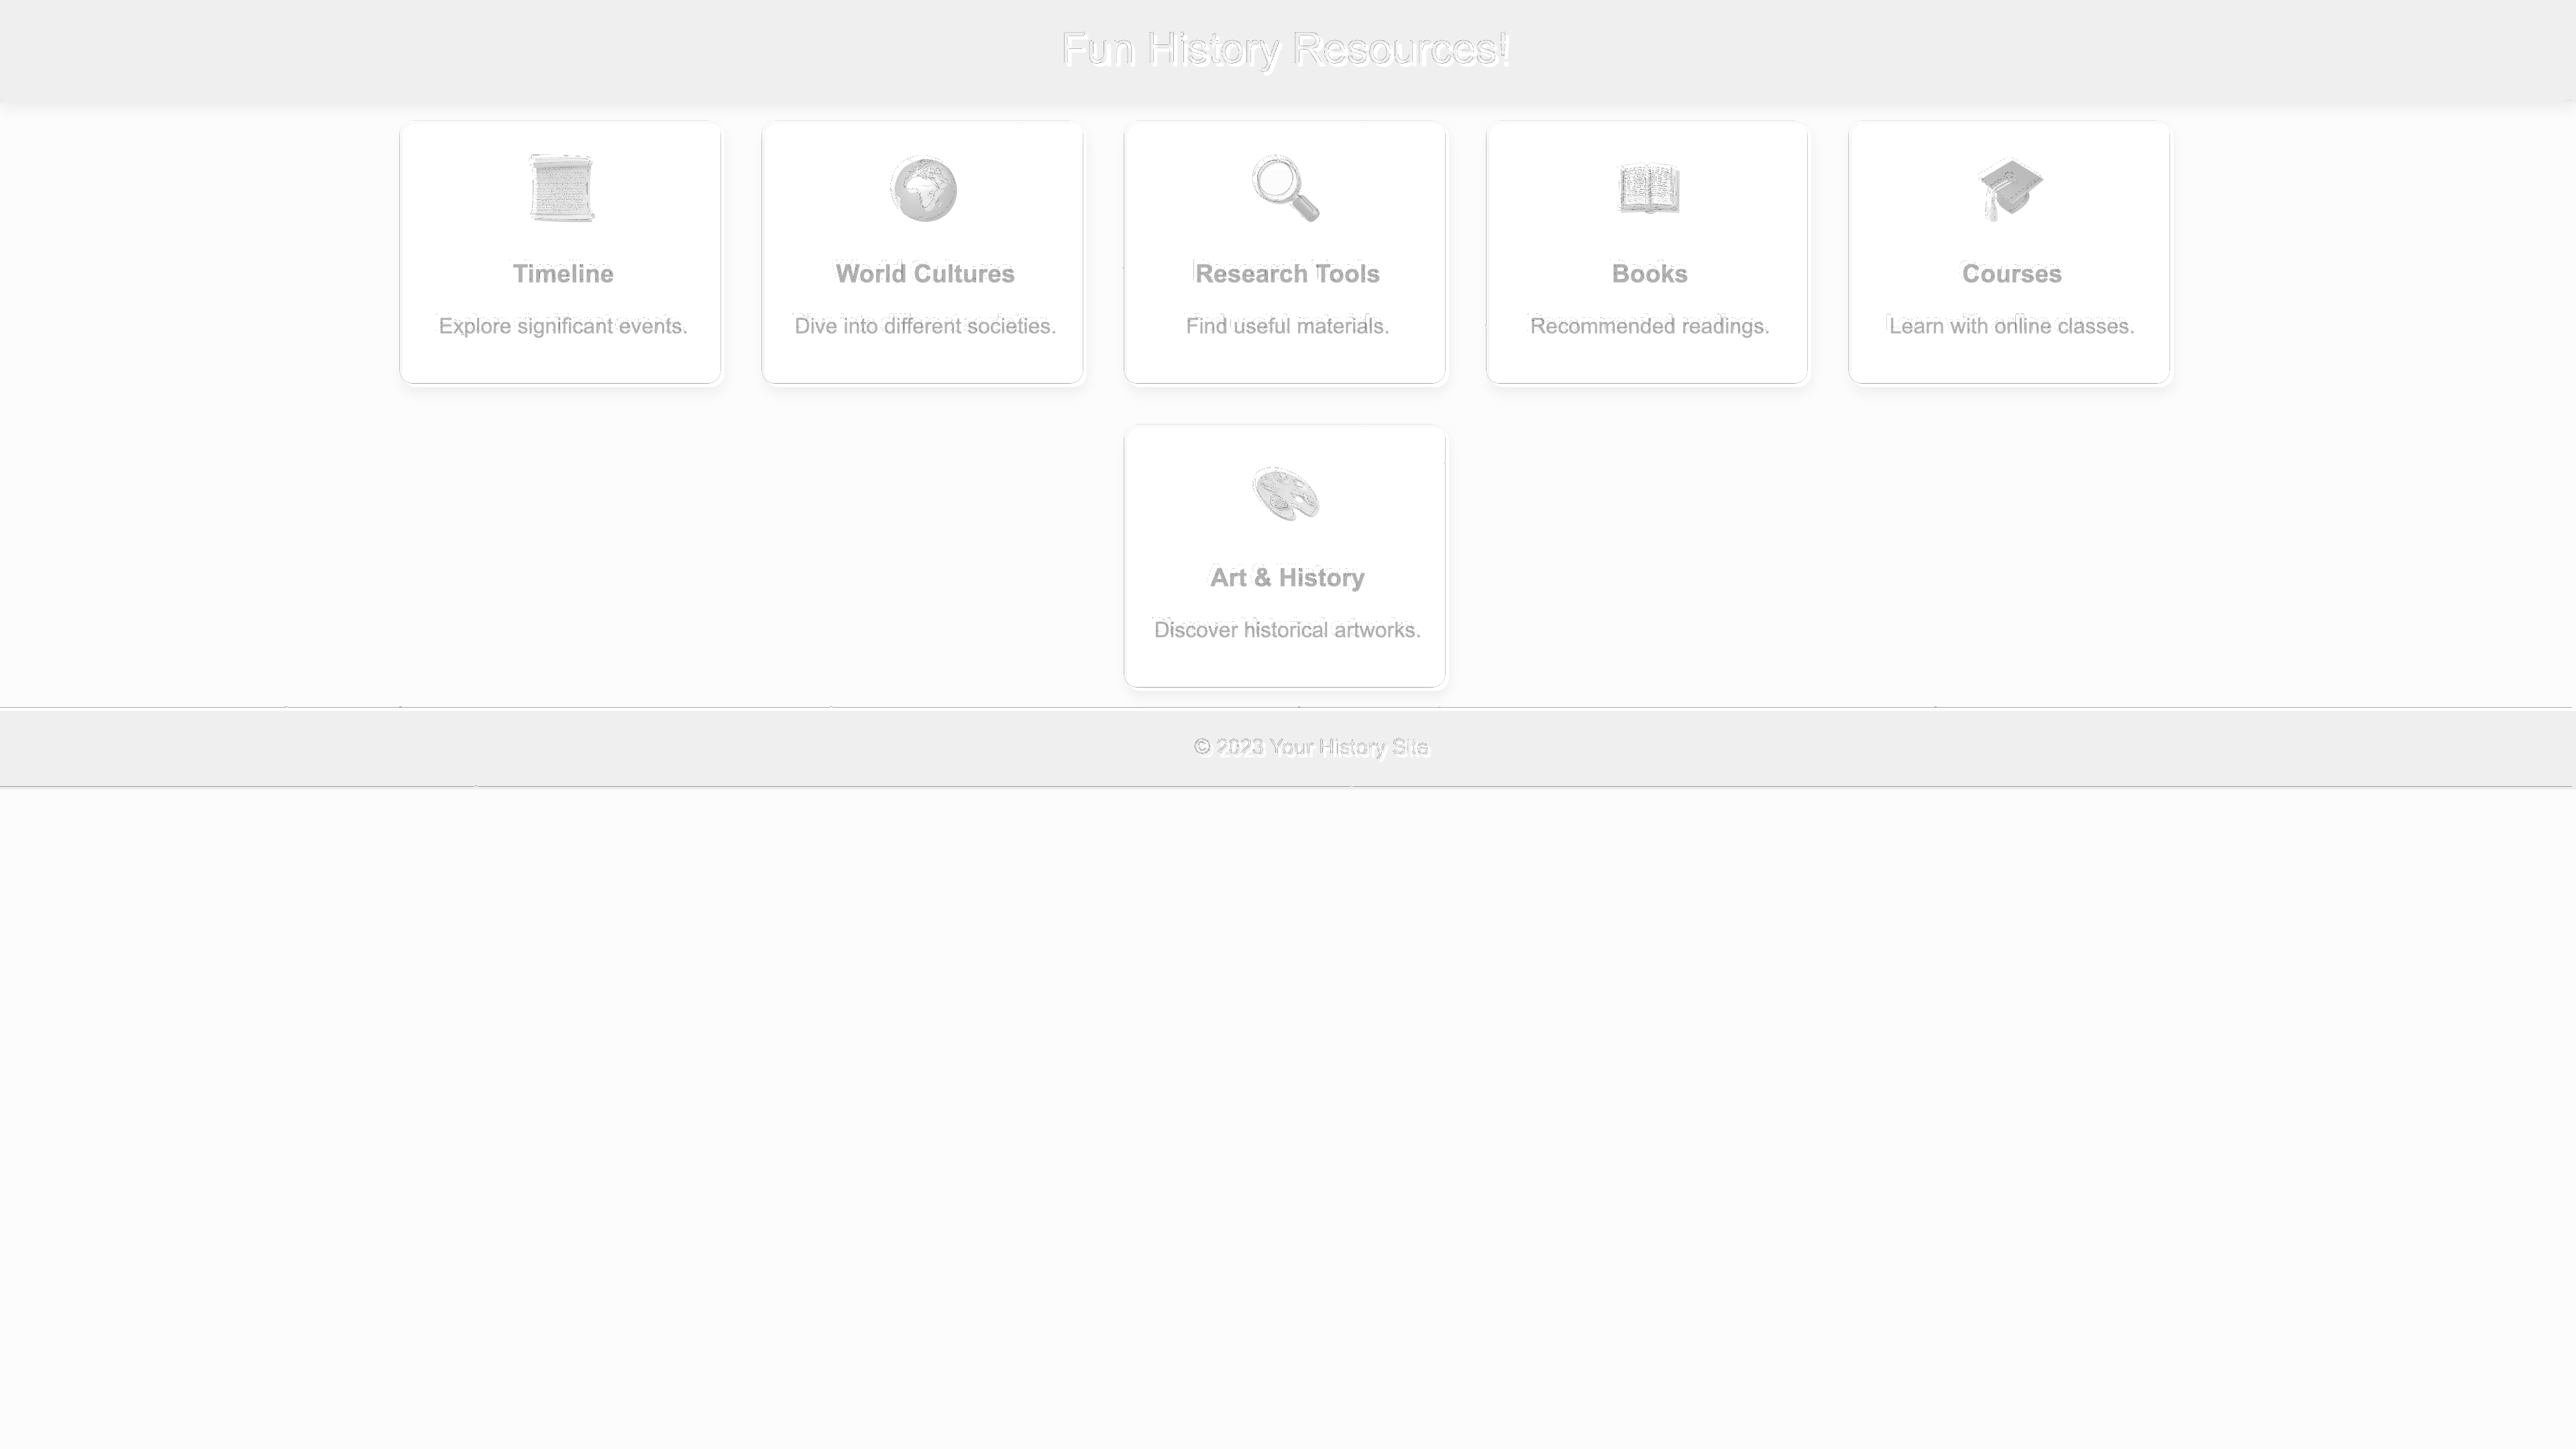 Fun History Resources!
Timeline
Explore significant events.
World Cultures
Dive into different societies.
Research Tools
Find useful materials.
Books
Recommended readings.
Courses
Learn with online classes.
Art & History
Discover historical artworks.
© 2023 Your History Site